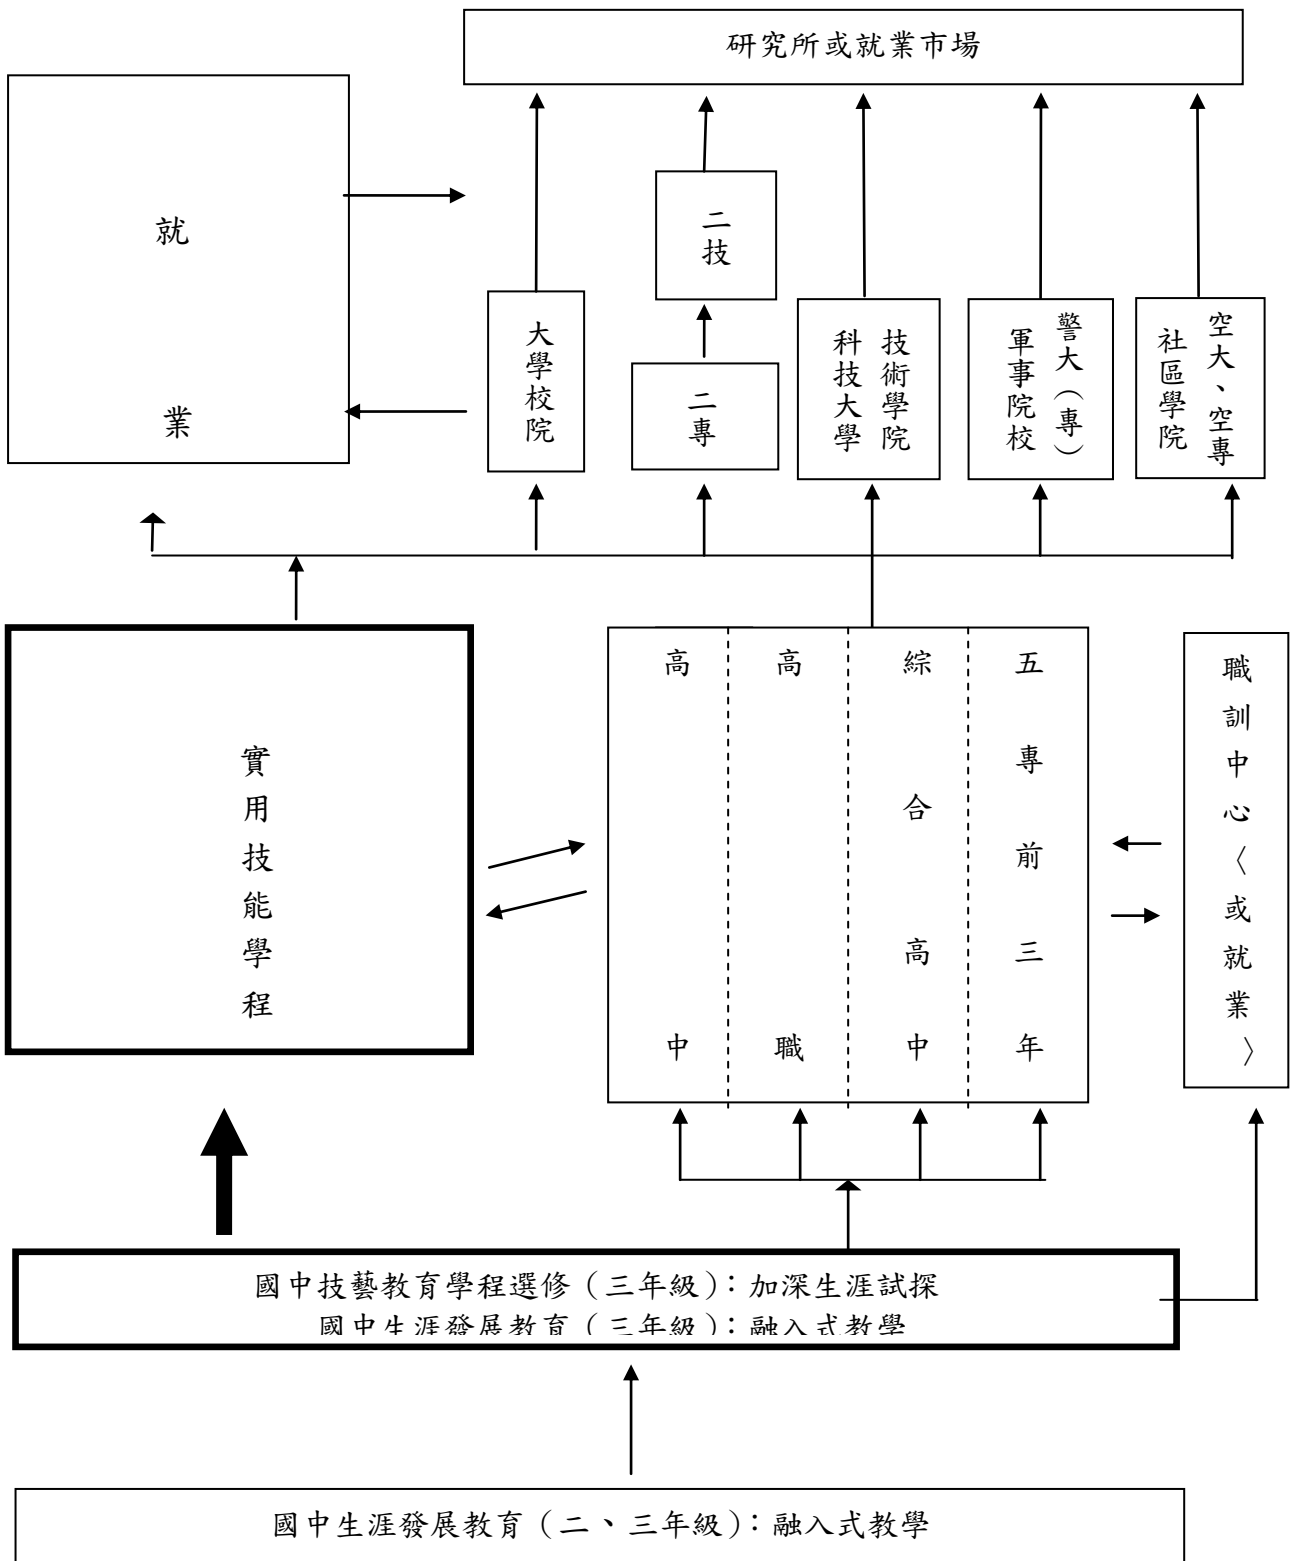 研究所或就業市場
就業
二技
大學校院
二專
技術學院
科技大學
警大（專）
軍事院校
空大、空專
社區學院
實用技能學程
高中
高職
綜合高中
五專前三年
職訓中心〈或就業〉
國中技藝教育學程選修（三年級）：加深生涯試探
國中生涯發展教育（三年級）：融入式教學
國中生涯發展教育（二、三年級）：融入式教學